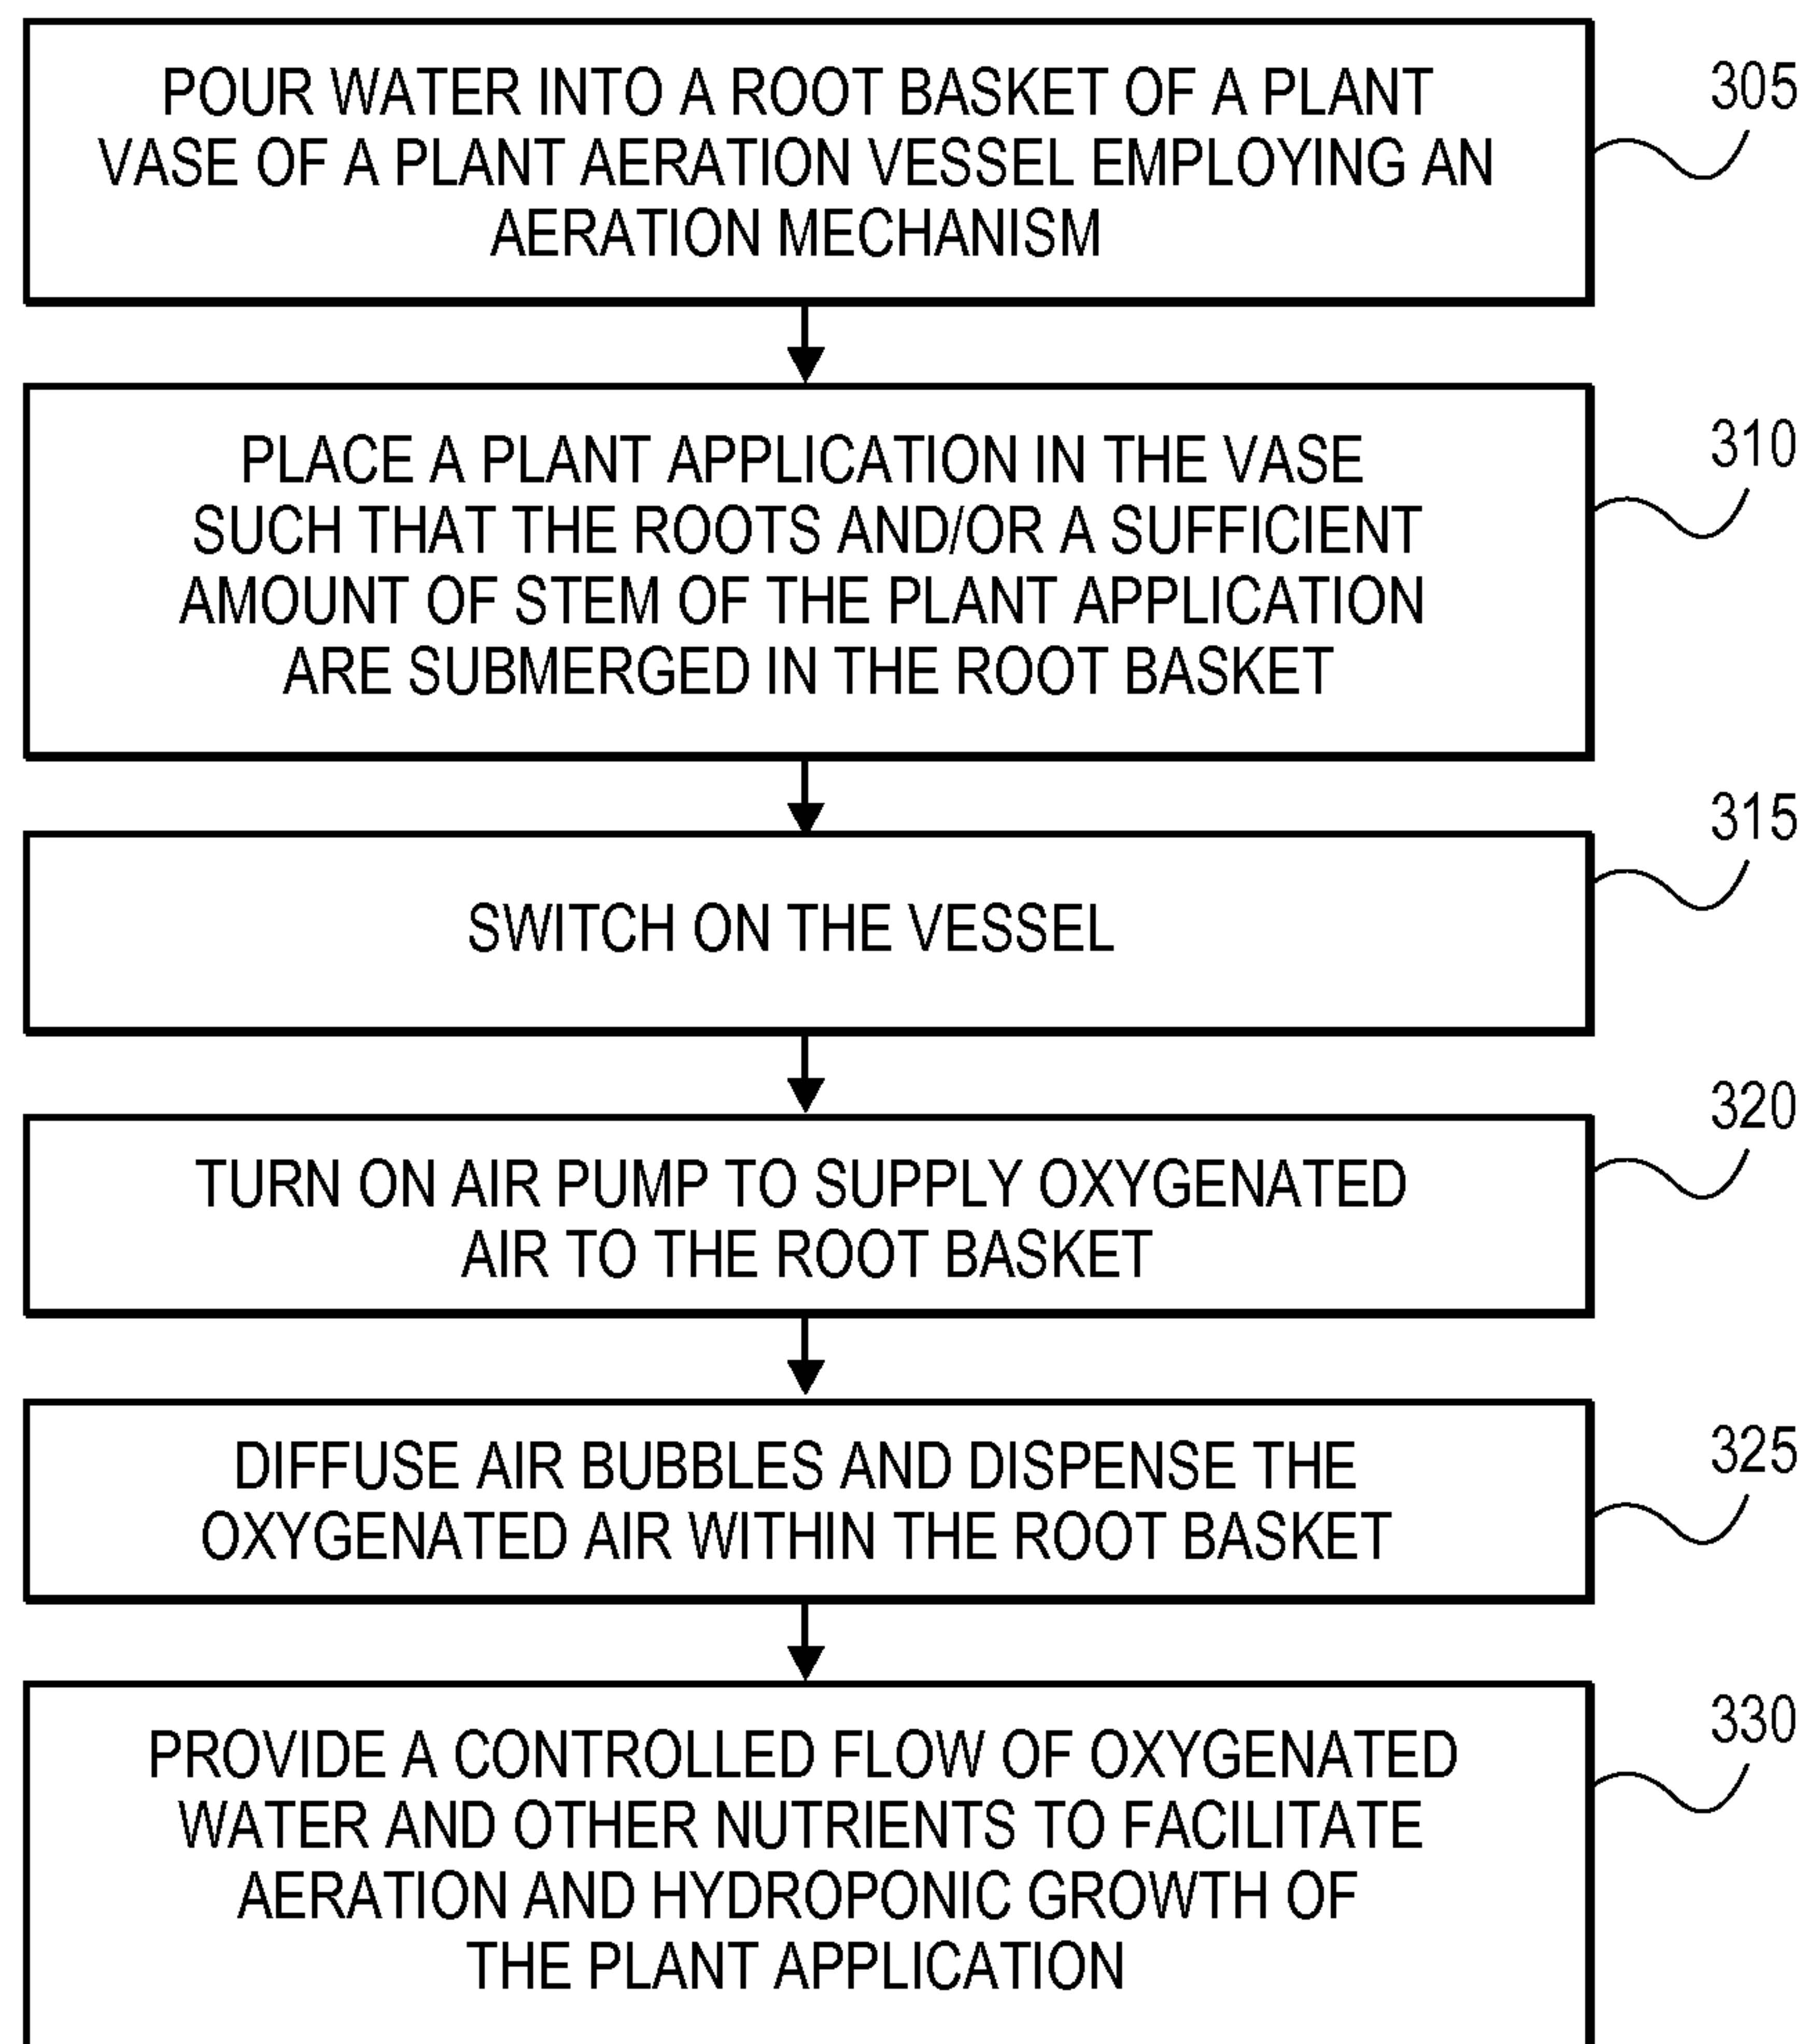 POUR WATER INTO A ROOT BASKET OF A PLANT
VASE OF A PLANT AERATION VESSEL EMPLOYING AN
AERATION MECHANISM
305
PLACE A PLANT APPLICATION IN THE VASE
SUCH THAT THE ROOTS AND/OR A SUFFICIENT
AMOUNT OF STEM OF THE PLANT APPLICATION
ARE SUBMERGED IN THE ROOT BASKET
310
SWITCH ON THE VESSEL
315
TURN ON AIR PUMP TO SUPPLY OXYGENATED
AIR TO THE ROOT BASKET
320
DIFFUSE AIR BUBBLES AND DISPENSE THE
OXYGENATED AIR WITHIN THE ROOT BASKET
325
PROVIDE A CONTROLLED FLOW OF OXYGENATED
WATER AND OTHER NUTRIENTS TO FACILITATE
AERATION AND HYDROPONIC GROWTH OF
THE PLANT APPLICATION
330